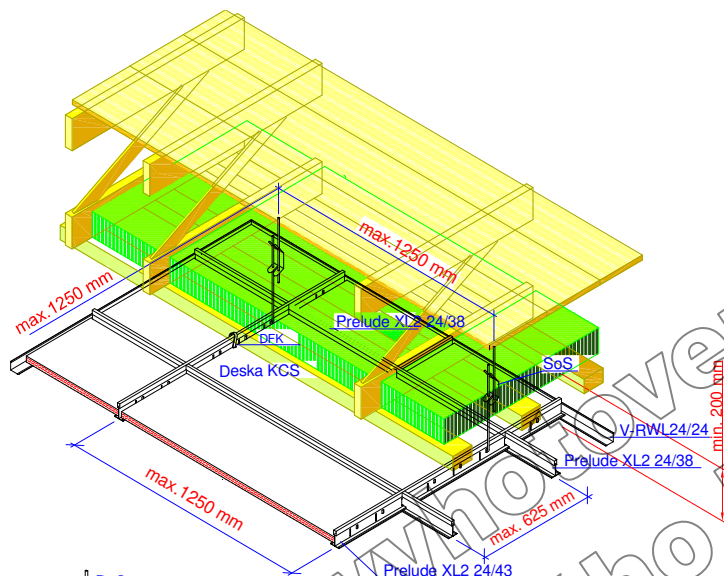 max.1250 mm
max.1250 mm
Prelude XL2 24/38
DFK
Deska KCS
SoS
min. 200 mm
V-RWL24/24
Prelude XL2 24/38
max.1250 mm
max. 625 mm
Prelude XL2 24/43